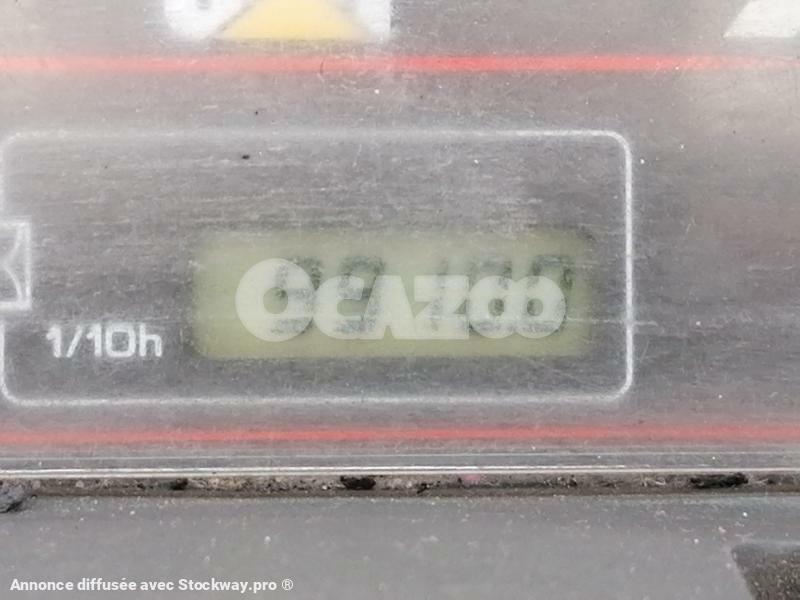 OCAZOO
1/10h
Annonce diffusée avec Stockway.pro ®